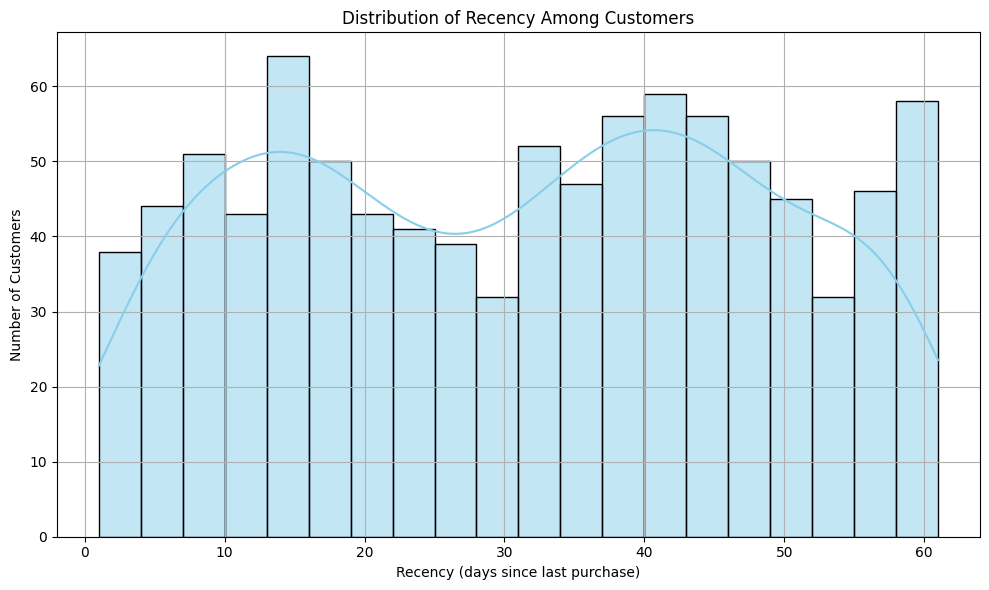 Distribution of Recency Among Customers
Number of Customers
60
50
40
30
20
10
0
0 10 20 30 40 50 60
Recency (days since last purchase)